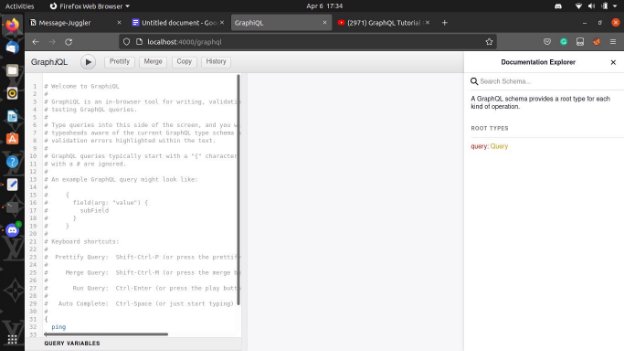 Activities
Firefox Web Browser
Apr 6 17:34
Message-Juggler
Untitled document - Goo
GraphiQL
(2971) GraphQL Tutorial
localhost:4000/graphql
GraphiQL
Prettify
Merge
Copy
History
1 # Welcome to GraphiQL
2 #
3 # GraphiQL is an in-browser tool for writing, validati
4 # testing GraphQL queries.
5 #
6 # Type queries into this side of the screen, and you w
7 # typeaheads aware of the current GraphQL type schema
8 # validation errors highlighted within the text.
9 #
10 # GraphQL queries typically start with a "{" character
11 # with a # are ignored.
12 #
13 # An example GraphQL query might look like:
14 #
15 #     {
16 #       field(arg: "value") {
17 #         subField
18 #       }
19 #     }
20 #
21 # Keyboard shortcuts:
22 #
23 #  Prettify Query:  Shift-Ctrl-P (or press the prettif
24 #
25 #     Merge Query:  Shift-Ctrl-M (or press the merge b
26 #
27 #       Run Query:  Ctrl-Enter (or press the play butt
28 #
29 #   Auto Complete:  Ctrl-Space (or just start typing)
30 #
31 {
32   ping
33
QUERY VARIABLES
Documentation Explorer
Search Schema...
A GraphQL schema provides a root type for each
kind of operation.
ROOT TYPES
query: Query